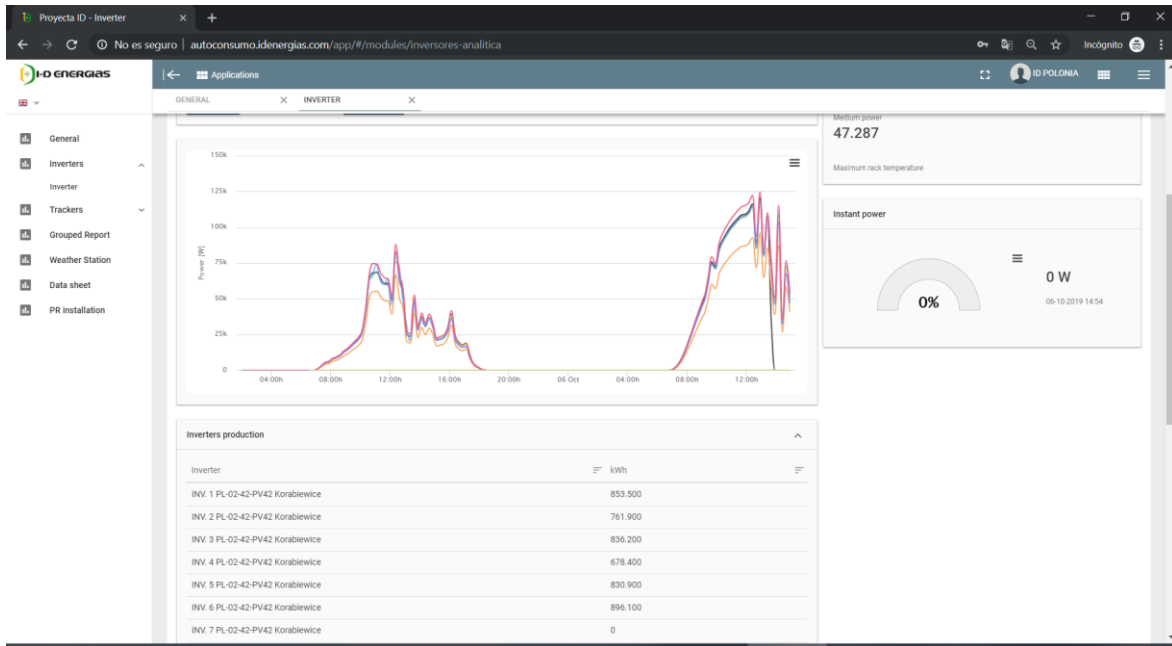 Proyecta ID - Inverter
No es seguro | autoconsumo.idenergias.com/app/#/modules/inversores-analitica
Incógnito
I-D ENERGIAS
Applications
ID POLONIA
GENERAL
INVERTER
General
Inverters
Inverter
Trackers
Grouped Report
Weather Station
Data sheet
PR installation
150k
125k
100k
75k
50k
25k
0
Power [W]
04:00h 08:00h 12:00h 16:00h 20:00h 06 Oct 04:00h 08:00h 12:00h
Medium power
47.287
Maximum rack temperature
Instant power
0%
0 W
06-10-2019 14:54
Inverters production
Inverter kWh
INV. 1 PL-02-42-PV42 Korabiewice 853.500
INV. 2 PL-02-42-PV42 Korabiewice 761.900
INV. 3 PL-02-42-PV42 Korabiewice 836.200
INV. 4 PL-02-42-PV42 Korabiewice 678.400
INV. 5 PL-02-42-PV42 Korabiewice 830.900
INV. 6 PL-02-42-PV42 Korabiewice 896.100
INV. 7 PL-02-42-PV42 Korabiewice 0